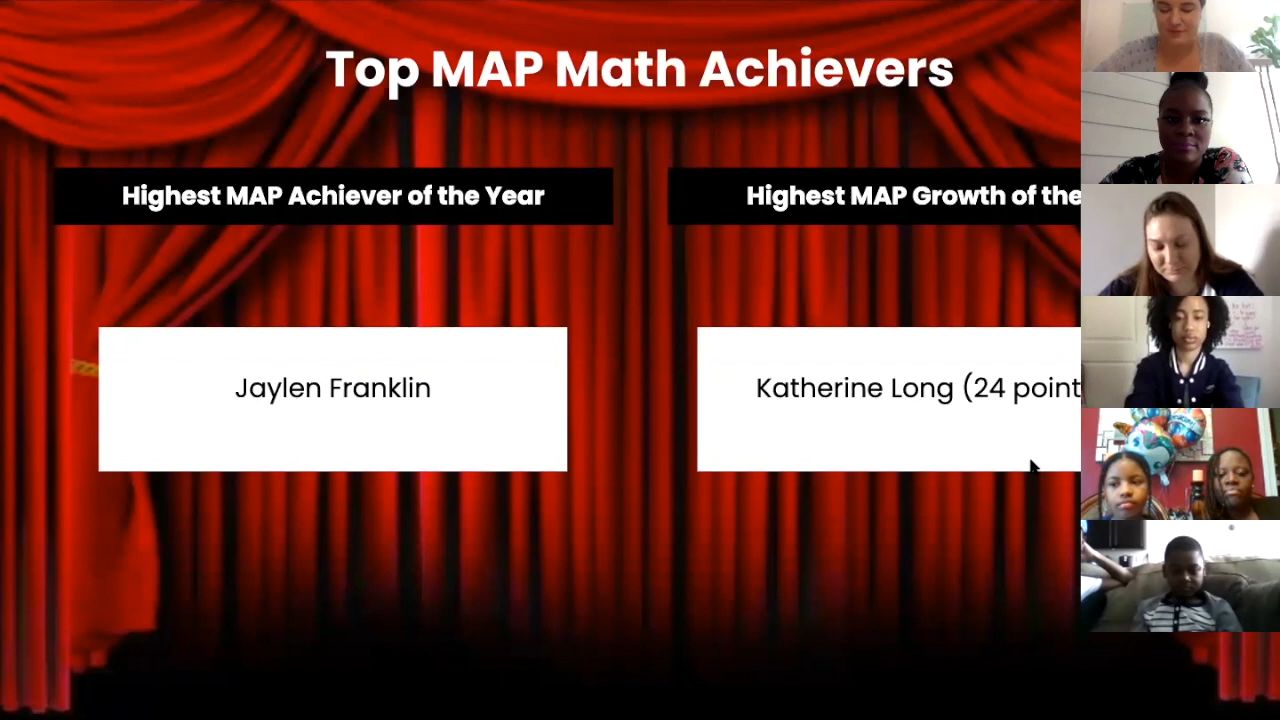 Top MAP Math Achievers
Highest MAP Achiever of the Year
Highest MAP Growth of the
Jaylen Franklin
Katherine Long (24 point